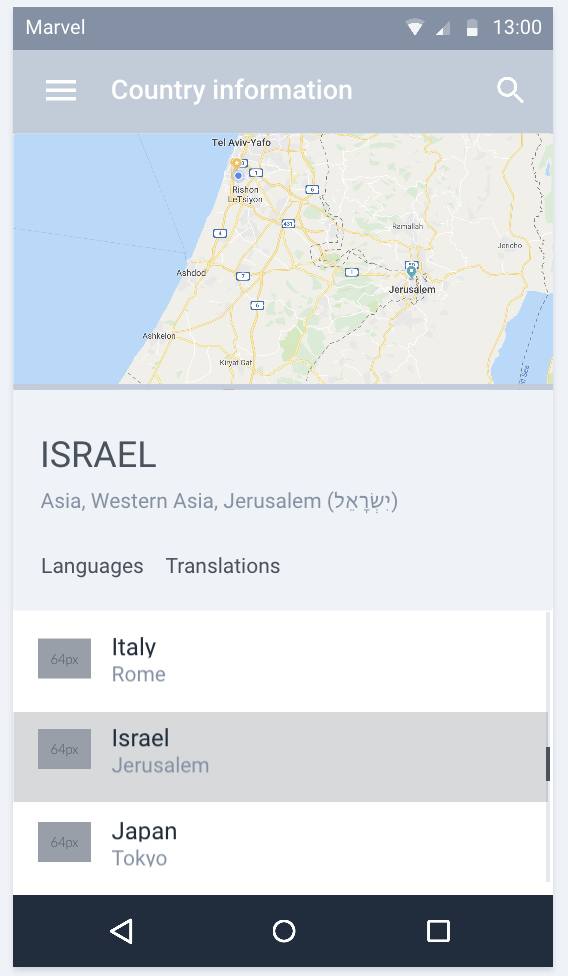 Marvel 13:00
Country information
Tel Aviv-Yafo
1
6
Rishon
LeTsiyon
431
4
Ramallah
Jericho
Ashdod
7
1
50
Jerusalem
6
Ashkelon
Kiryat Gat
ISRAEL
Asia, Western Asia, Jerusalem (יִשְׂרָאֵל)
Languages Translations
64px
Italy
Rome
64px
Israel
Jerusalem
64px
Japan
Tokyo